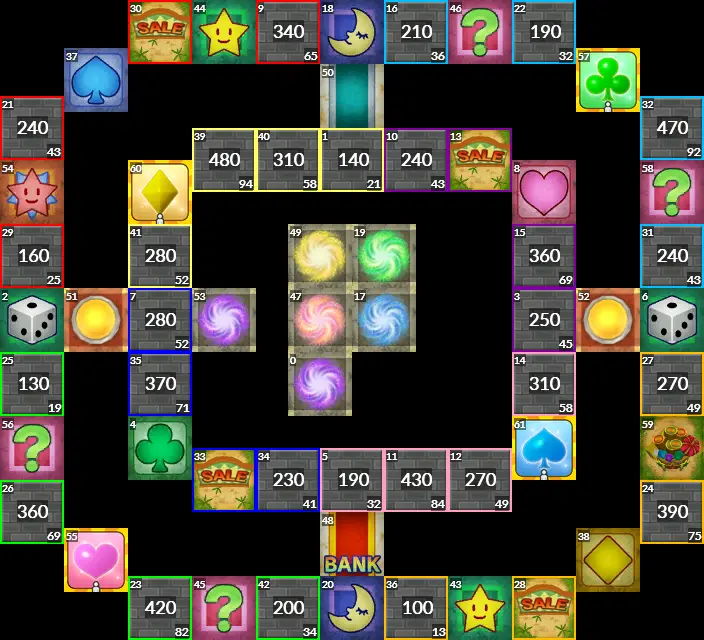 30 SALE 44 9 340 65 18 16 210 36 46 ? 22 190 32
37 50 57
21 240 43 32 470 92
39 480 94 40 310 58 1 140 21 10 240 43 13 SALE
54 60 8 58 ?
29 160 25 41 280 52 49 19 15 360 69 31 240 43
2 51 7 280 52 53 47 17 3 250 45 52 6
25 130 19 35 370 71 0 14 310 58 27 270 49
56 ? 4 61 59
33 SALE 34 230 41 5 190 32 11 430 84 12 270 49
26 360 69 24 390 75
48 BANK
55 38
23 420 82 45 ? 42 200 34 20 36 100 13 43 28 SALE